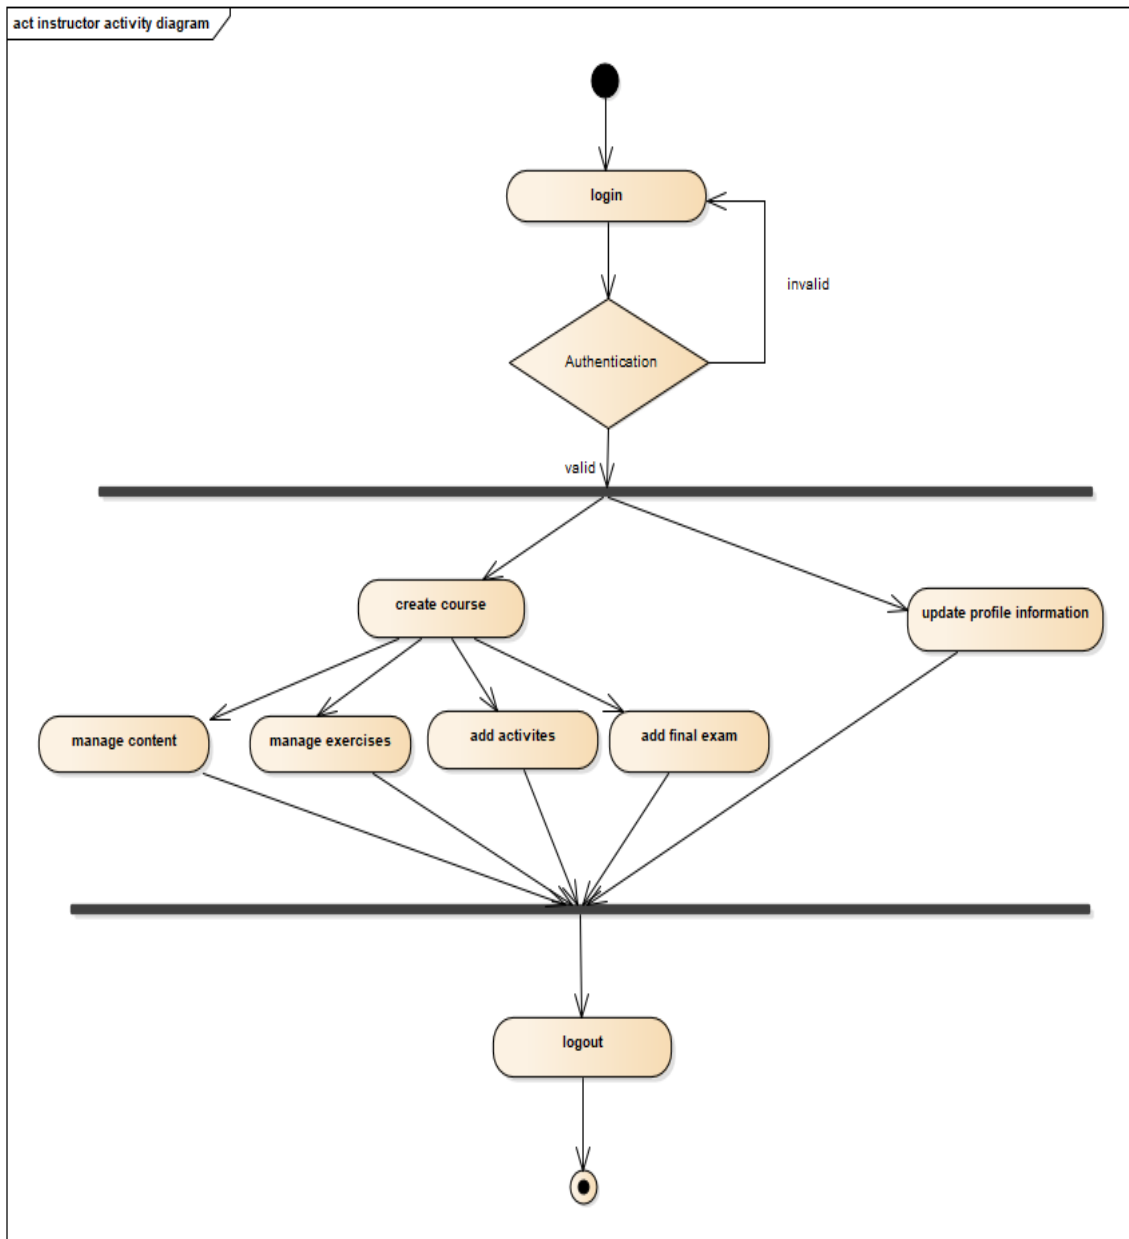 act instructor activity diagram
login
invalid
Authentication
valid
create course
update profile information
manage content
manage exercises
add activites
add final exam
logout